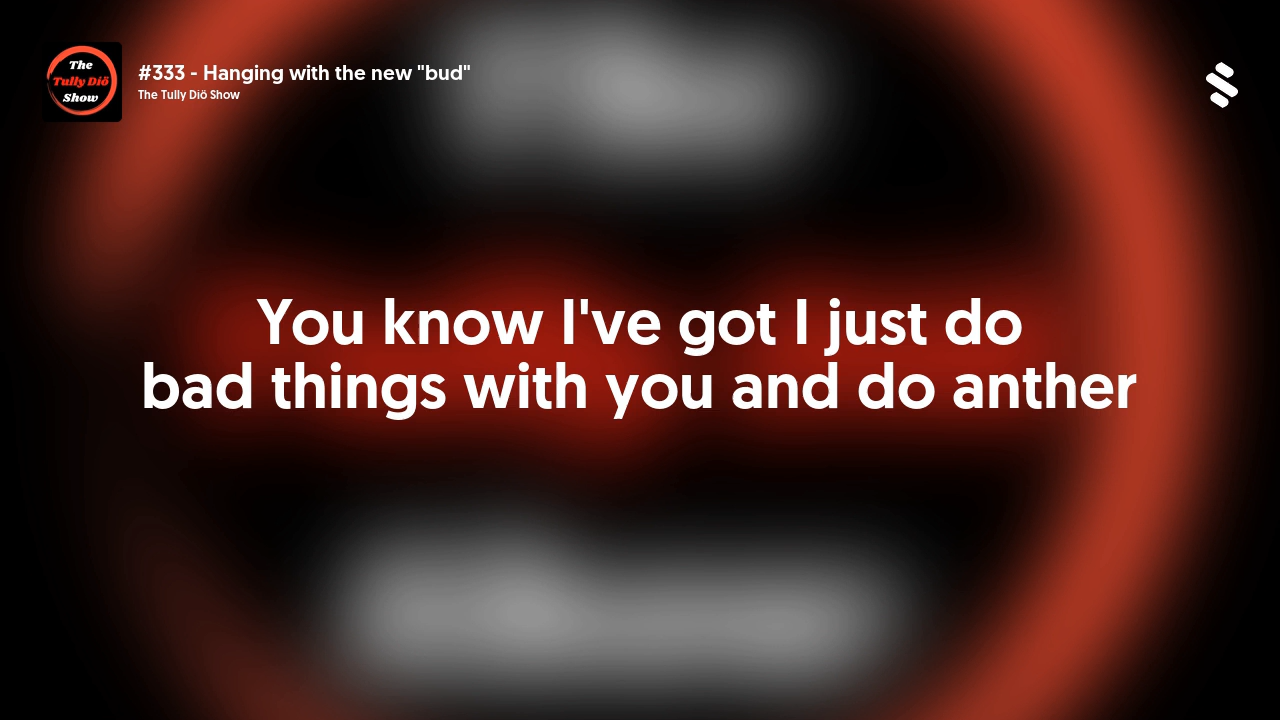 The
Tully Diö
Show
#333 - Hanging with the new "bud"
The Tully Diö Show
You know I've got I just do
bad things with you and do anther